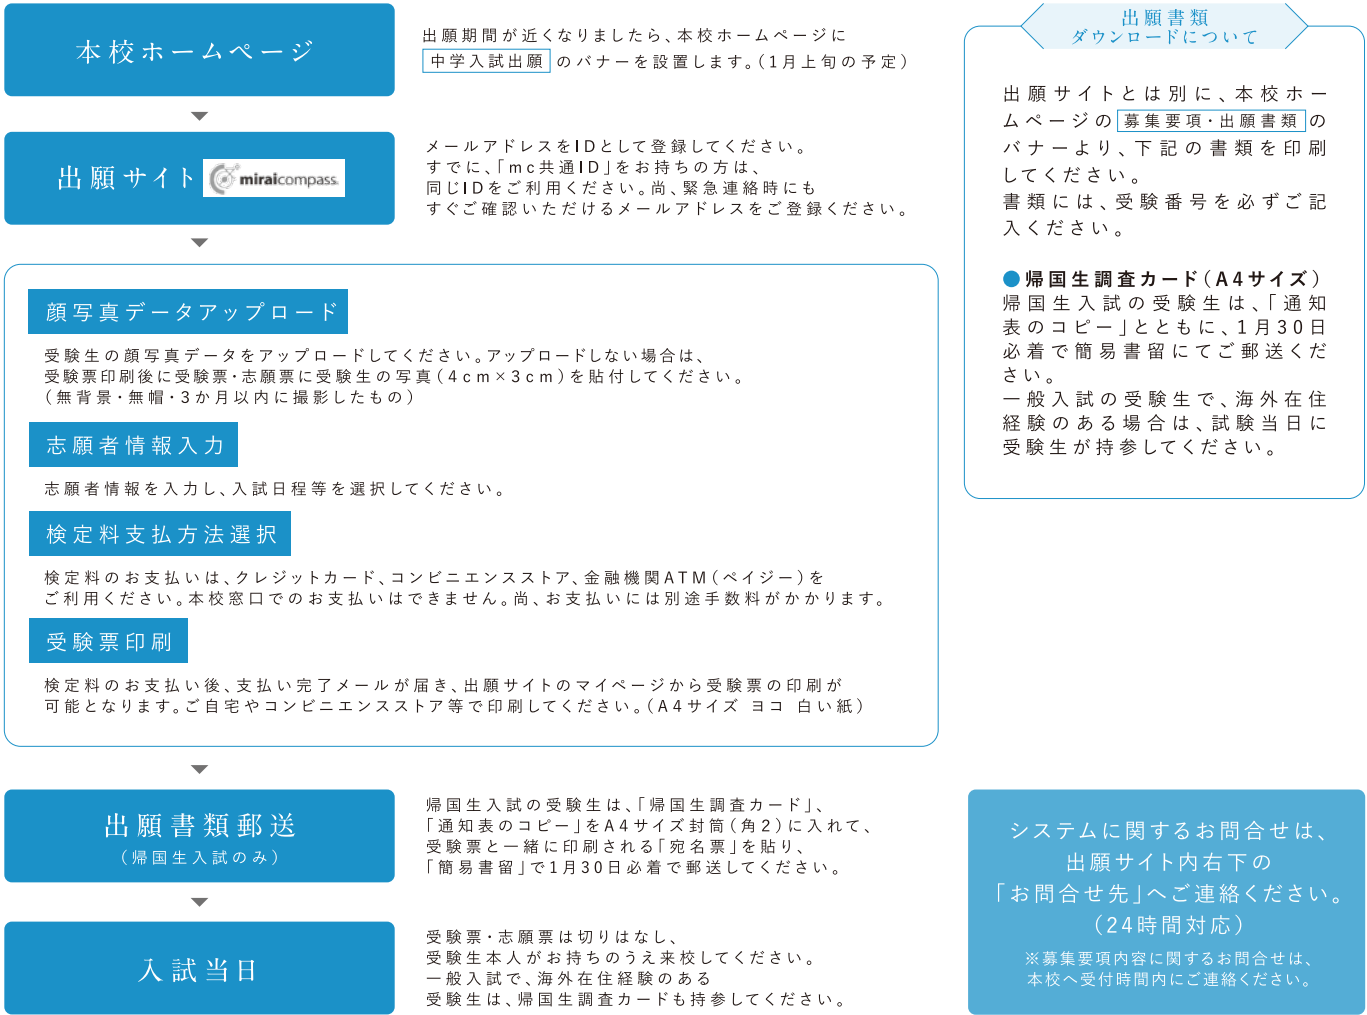 本校ホームページ
出願期間が近くなりましたら、本校ホームページに
中学入試出願 のバナーを設置します。(1月上旬の予定)
出願サイト miraicompass
メールアドレスをIDとして登録してください。
すでに、「mc共通ID」をお持ちの方は、
同じIDをご利用ください。尚、緊急連絡時にも
すぐご確認いただけるメールアドレスをご登録ください。
顔写真データアップロード
受験生の顔写真データをアップロードしてください。アップロードしない場合は、
受験票印刷後に受験票・志願票に受験生の写真(4cm×3cm)を貼付してください。
(無背景・無帽・3か月以内に撮影したもの)
志願者情報入力
志願者情報を入力し、入試日程等を選択してください。
検定料支払方法選択
検定料のお支払いは、クレジットカード、コンビニエンスストア、金融機関ATM(ペイジー)を
ご利用ください。本校窓口でのお支払いはできません。尚、お支払いには別途手数料がかかります。
受験票印刷
検定料のお支払い後、支払い完了メールが届き、出願サイトのマイページから受験票の印刷が
可能となります。ご自宅やコンビニエンスストア等で印刷してください。(A4サイズ ヨコ 白い紙)
出願書類郵送
(帰国生入試のみ)
帰国生入試の受験生は、「帰国生調査カード」、
「通知表のコピー」をA4サイズ封筒(角2)に入れて、
受験票と一緒に印刷される「宛名票」を貼り、
「簡易書留」で1月30日必着で郵送してください。
入試当日
受験票・志願票は切りはなし、
受験生本人がお持ちのうえ来校してください。
一般入試で、海外在住経験のある
受験生は、帰国生調査カードも持参してください。
出願書類
ダウンロードについて
出願サイトとは別に、本校ホー
ムページの 募集要項・出願書類 の
バナーより、下記の書類を印刷
してください。
書類には、受験番号を必ずご記
入ください。
●帰国生調査カード(A4サイズ)
帰国生入試の受験生は、「通知
表のコピー」とともに、1月30日
必着で簡易書留にてご郵送くだ
さい。
一般入試の受験生で、海外在住
経験のある場合は、試験当日に
受験生が持参してください。
システムに関するお問合せは、
出願サイト内右下の
「お問合せ先」へご連絡ください。
(24時間対応)
※募集要項内容に関するお問合せは、
本校へ受付時間内にご連絡ください。